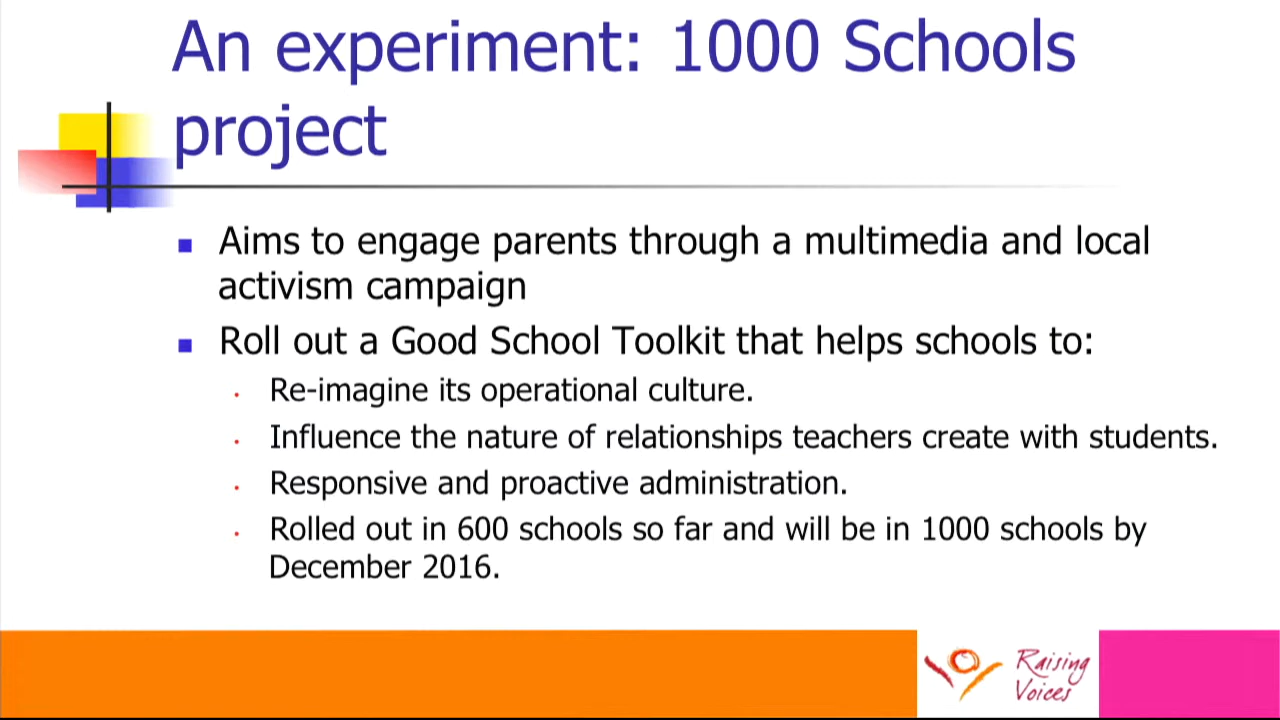 An experiment: 1000 Schools
project
Aims to engage parents through a multimedia and local
activism campaign
Roll out a Good School Toolkit that helps schools to:
Re-imagine its operational culture.
Influence the nature of relationships teachers create with students.
Responsive and proactive administration.
Rolled out in 600 schools so far and will be in 1000 schools by
December 2016.
Raising
Voices